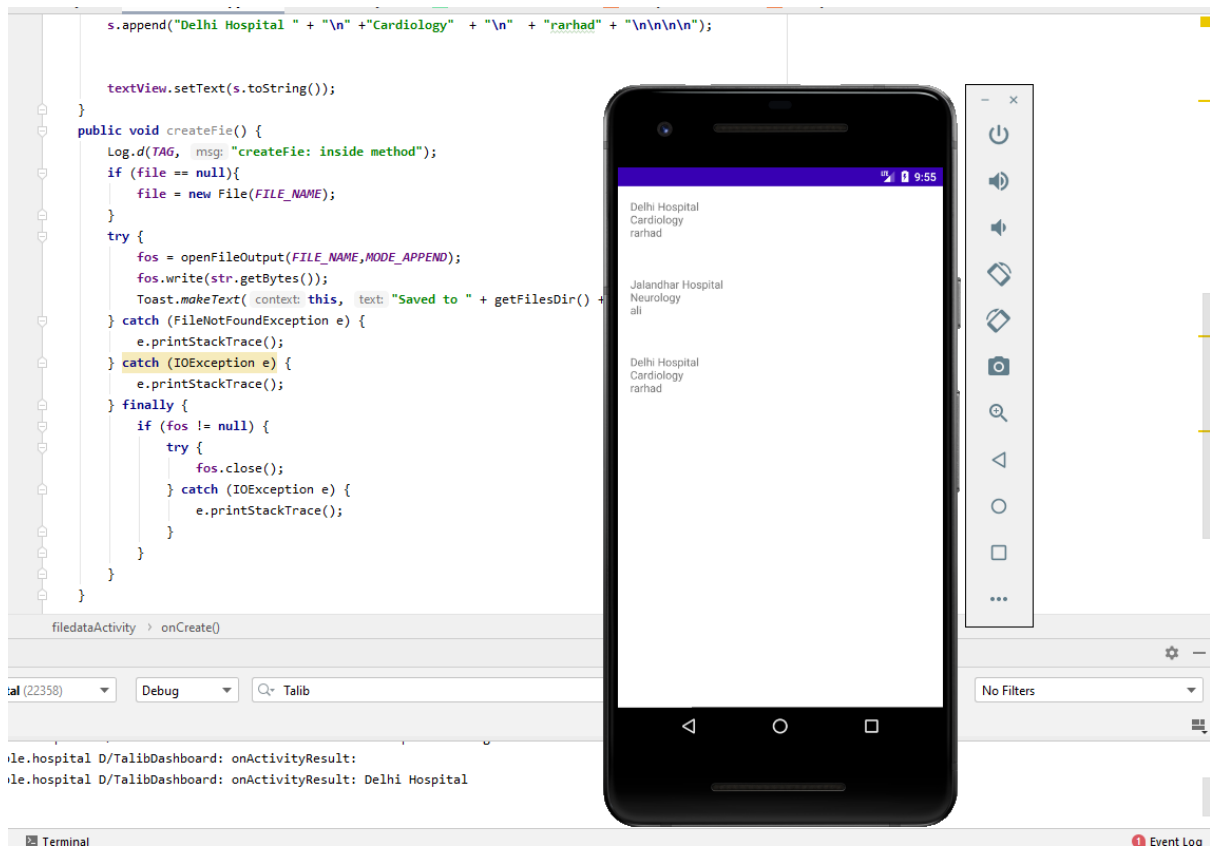 s.append("Delhi Hospital " + "\n" +"Cardiology"  + "\n"  + "rarhad" + "\n\n\n\n");
textView.setText(s.toString());
}
public void createFie() {
Log.d(TAG, msg: "createFie: inside method");
if (file == null){
file = new File(FILE_NAME);
}
try {
fos = openFileOutput(FILE_NAME,MODE_APPEND);
fos.write(str.getBytes());
Toast.makeText( context: this, text: "Saved to " + getFilesDir() +
} catch (FileNotFoundException e) {
e.printStackTrace();
} catch (IOException e) {
e.printStackTrace();
} finally {
if (fos != null) {
try {
fos.close();
} catch (IOException e) {
e.printStackTrace();
}
}
}
}
filedataActivity › onCreate()
LTE 9:55
Delhi Hospital
Cardiology
rarhad
Jalandhar Hospital
Neurology
ali
Delhi Hospital
Cardiology
rarhad
tal (22358) Debug Talib No Filters
ple.hospital D/TalibDashboard: onActivityResult:
ple.hospital D/TalibDashboard: onActivityResult: Delhi Hospital
Terminal 1 Event Log